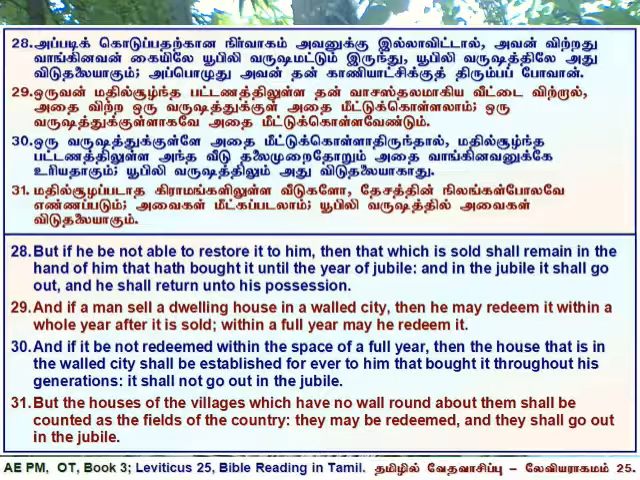 28.அப்படிக் கொடுப்பதற்கான நிர்வாகம் அவனுக்கு இல்லாவிட்டால், அவன் விற்றது
வாங்கினவன் கையிலே யூபிலி வருஷமட்டும் இருந்து, யூபிலி வருஷத்திலே அது
விடுதலையாகும்; அப்பொழுது அவன் தன் காணியாட்சிக்குத் திரும்பப் போவான்.
29.ஒருவன் மதில்சூழ்ந்த பட்டணத்திலுள்ள தன் வாசஸ்தலமாகிய வீட்டை விற்றால்,
அதை விற்ற ஒரு வருஷத்துக்குள் அதை மீட்டுக்கொள்ளலாம்; ஒரு
வருஷத்துக்குள்ளாகவே அதை மீட்டுக்கொள்ளவேண்டும்.
30.ஒரு வருஷத்துக்குள்ளே அதை மீட்டுக்கொள்ளாதிருந்தால், மதில்சூழ்ந்த
பட்டணத்திலுள்ள அந்த வீடு தலைமுறைதோறும் அதை வாங்கினவனுக்கே
உரியதாகும்; யூபிலி வருஷத்திலும் அது விடுதலையாகாது.
31. மதில்சூழப்படாத கிராமங்களிலுள்ள வீடுகளோ, தேசத்தின் நிலங்கள்போலவே
எண்ணப்படும்; அவைகள் மீட்கப்படலாம்; யூபிலி வருஷத்தில் அவைகள்
விடுதலையாகும்.
28.But if he be not able to restore it to him, then that which is sold shall remain in the
hand of him that hath bought it until the year of jubile: and in the jubile it shall go
out, and he shall return unto his possession.
29.And if a man sell a dwelling house in a walled city, then he may redeem it within a
whole year after it is sold; within a full year may he redeem it.
30.And if it be not redeemed within the space of a full year, then the house that is in
the walled city shall be established for ever to him that bought it throughout his
generations: it shall not go out in the jubile.
31.But the houses of the villages which have no wall round about them shall be
counted as the fields of the country: they may be redeemed, and they shall go out
in the jubile.
AE PM, OT, Book 3; Leviticus 25, Bible Reading in Tamil. தமிழில் வேதவாசிப்பு – லேவியராகமம் 25.